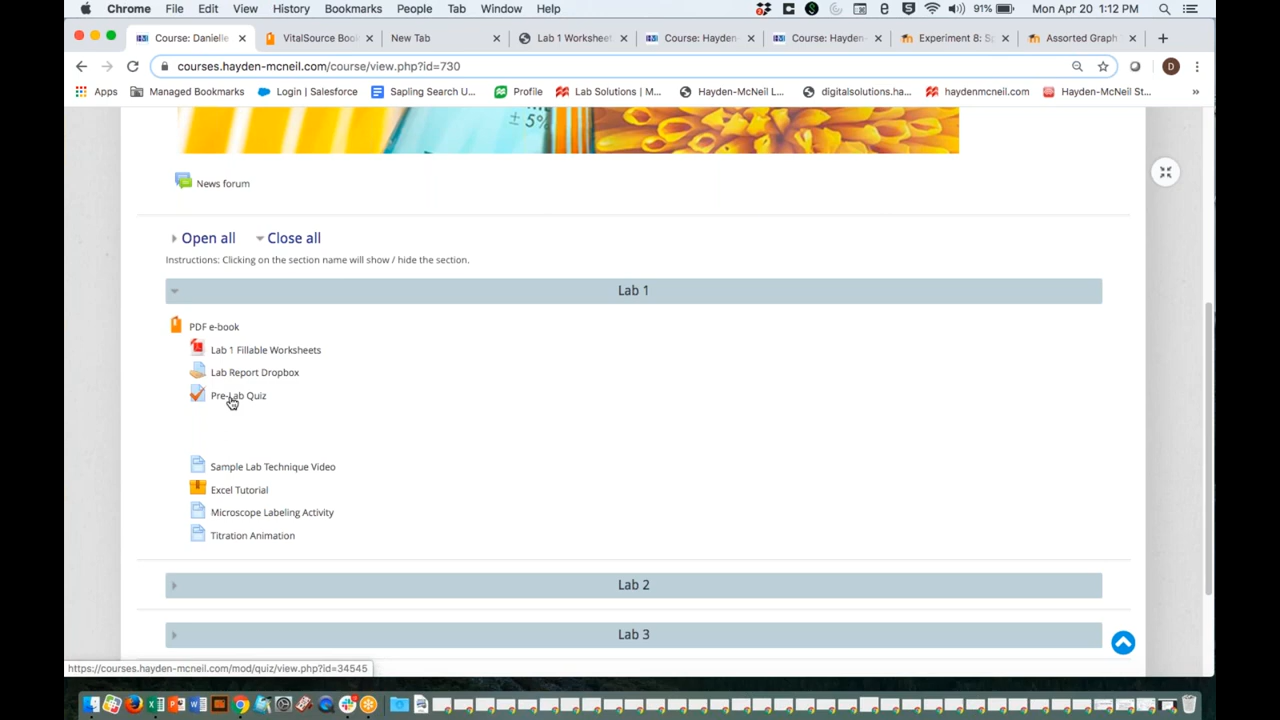 Chrome File Edit View History Bookmarks People Tab Window Help 91% Mon Apr 20 1:12 PM
Course: Danielle VitalSource Boo New Tab Lab 1 Workshee Course: Hayden- Course: Hayden- Experiment 8: S Assorted Graph
courses.hayden-mcneil.com/course/view.php?id=730 D
Apps Managed Bookmarks Login | Salesforce Sapling Search U... Profile Lab Solutions | M... Hayden-McNeil L... digitalsolutions.ha... haydenmcneil.com Hayden-McNeil St... »
± 5%
News forum
Open all Close all
Instructions: Clicking on the section name will show / hide the section.
Lab 1
PDF e-book
Lab 1 Fillable Worksheets
Lab Report Dropbox
Pre-Lab Quiz
Sample Lab Technique Video
Excel Tutorial
Microscope Labeling Activity
Titration Animation
Lab 2
Lab 3
https://courses.hayden-mcneil.com/mod/quiz/view.php?id=34545